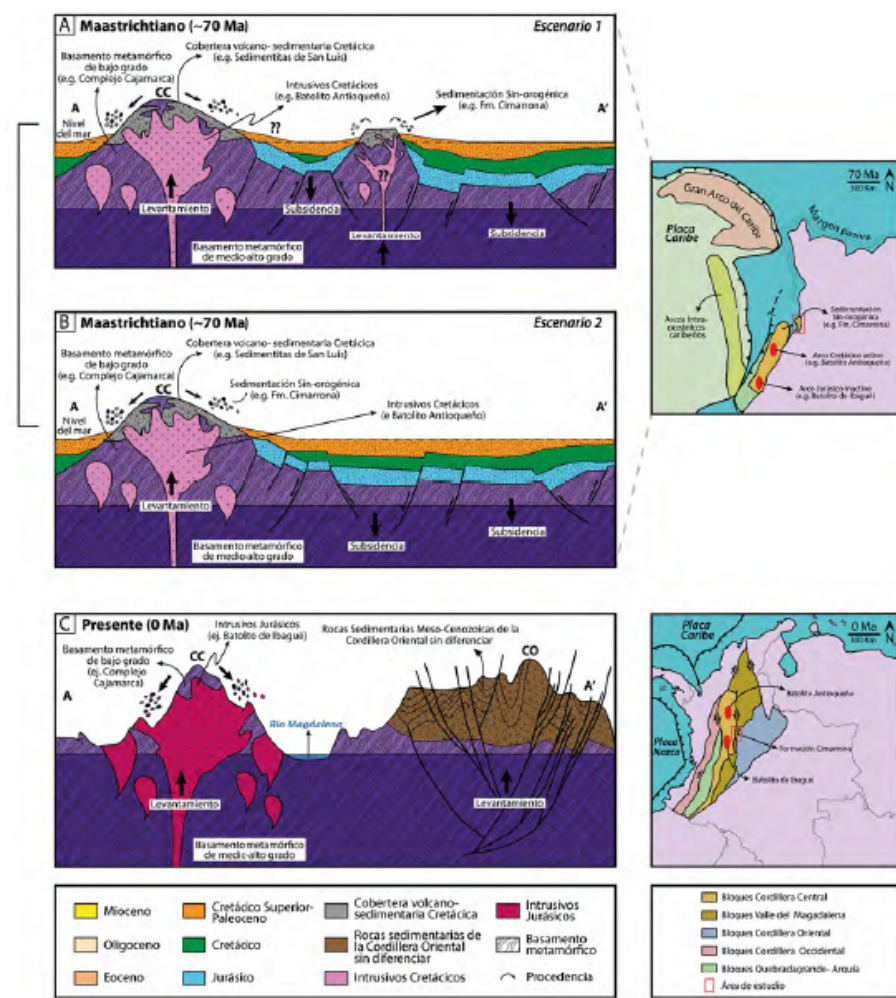 A Maastrichtiano (~70 Ma)
Escenario 1
Basamento metamórfico
de bajo grado
(e.g. Complejo Cajamarca)
Cobertera volcano- sedimentaria Cretácica
(e.g. Sedimentitas de San Luis)
Intrusivos Cretácicos
(e.g. Batolito Antioqueño)
Sedimentación Sin-orogénica
(e.g. Fm. Cimarrona)
A
CC
A'
Nivel
del mar
??
??
Levantamiento
Subsidencia
Levantamiento
Subsidencia
Basamento metamórfico
de medio-alto grado
B Maastrichtiano (~70 Ma)
Escenario 2
Basamento metamórfico
de bajo grado
(e.g. Complejo Cajamarca)
Cobertera volcano- sedimentaria Cretácica
(e.g. Sedimentitas de San Luis)
Sedimentación Sin-orogénica
(e.g. Fm. Cimarrona)
Intrusivos Cretácicos
(e Batolito Antioqueño)
A
CC
A'
Nivel
del mar
Levantamiento
Subsidencia
Subsidencia
Basamento metamórfico
de medio-alto grado
70 Ma
300 Km
N
Gran Arco del Caribe
Placa
Caribe
Margen Pasivo
Arcos Intra-
oceánicos
caribeños
Sedimentación
Sin-orogénica
(e.g. Fm. Cimarrona)
Arco Cretácico activo
(e.g. Batolito Antioqueño)
Arco Jurásico inactivo
(e.g. Batolito de Ibagué)
C Presente (0 Ma)
Intrusivos Jurásicos
(ej. Batolito de Ibagué)
Basamento metamórfico
de bajo grado
(ej. Complejo
Cajamarca)
Rocas Sedimentarias Meso-Cenozoicas de la
Cordillera Oriental sin diferenciar
A
CC
CO
A'
Río Magdalena
Levantamiento
Levantamiento
Basamento metamórfico
de medio-alto grado
0 Ma
300 Km
N
Placa
Caribe
Placa
Nazca
Batolito Antioqueño
Formación Cimarrona
Batolito de Ibagué
Mioceno
Oligoceno
Eoceno
Cretácico Superior-
Paleoceno
Cretácico
Jurásico
Cobertera volcano-
sedimentaria Cretácica
Rocas sedimentarias de
la Cordillera Oriental
sin diferenciar
Intrusivos Cretácicos
Intrusivos
Jurásicos
Basamento
metamórfico
Procedencia
Bloques Cordillera Central
Bloques Valle del Magadalena
Bloques Cordillera Oriental
Bloques Cordillera Occidental
Bloques Quebradagrande- Arquía
Área de estudio